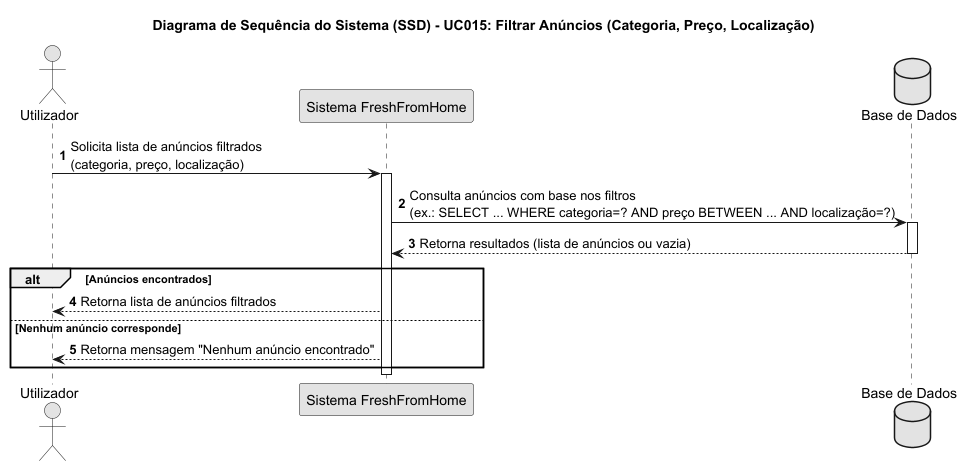 Diagrama de Sequência do Sistema (SSD) - UC015: Filtrar Anúncios (Categoria, Preço, Localização)
Utilizador
Sistema FreshFromHome
Base de Dados
1 Solicita lista de anúncios filtrados
(categoria, preço, localização)
2 Consulta anúncios com base nos filtros
(ex.: SELECT ... WHERE categoria=? AND preço BETWEEN ... AND localização=?)
3 Retorna resultados (lista de anúncios ou vazia)
alt [Anúncios encontrados]
4 Retorna lista de anúncios filtrados
[Nenhum anúncio corresponde]
5 Retorna mensagem "Nenhum anúncio encontrado"
Utilizador
Sistema FreshFromHome
Base de Dados